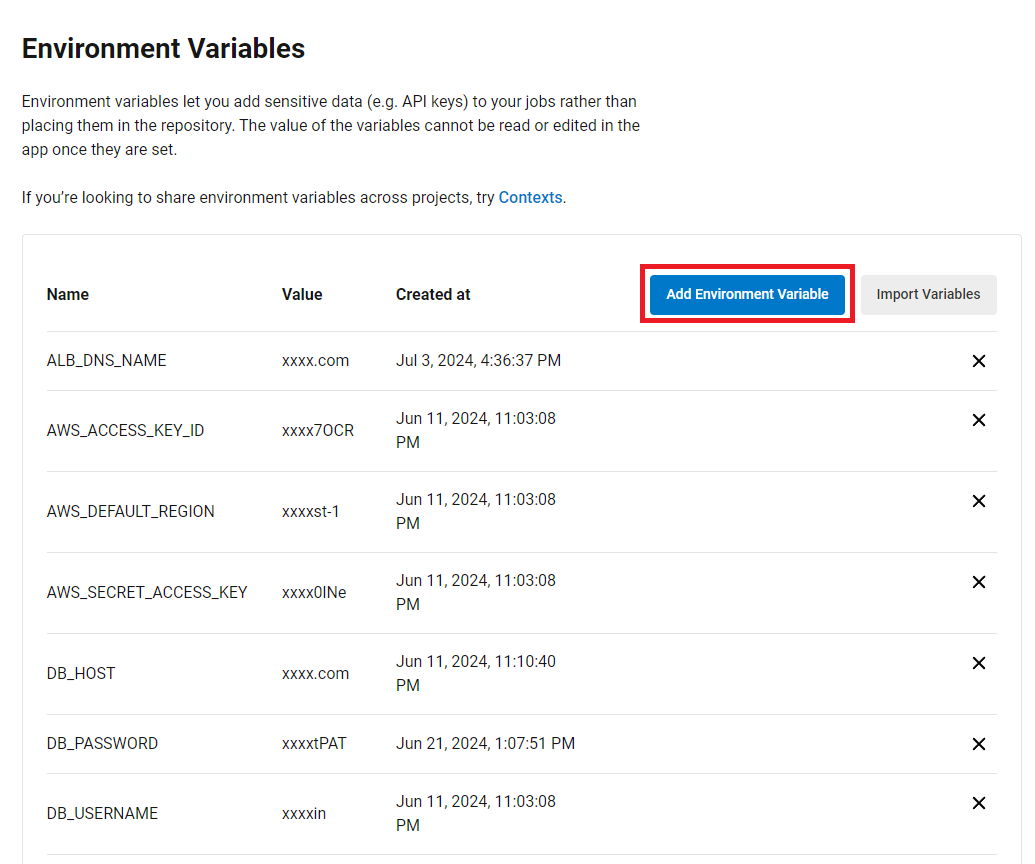 Environment Variables
Environment variables let you add sensitive data (e.g. API keys) to your jobs rather than
placing them in the repository. The value of the variables cannot be read or edited in the
app once they are set.
If you’re looking to share environment variables across projects, try Contexts.
Name Value Created at Add Environment Variable Import Variables
ALB_DNS_NAME xxxx.com Jul 3, 2024, 4:36:37 PM
AWS_ACCESS_KEY_ID xxxx7OCR Jun 11, 2024, 11:03:08
PM
AWS_DEFAULT_REGION xxxxst-1 Jun 11, 2024, 11:03:08
PM
AWS_SECRET_ACCESS_KEY xxxx0INe Jun 11, 2024, 11:03:08
PM
DB_HOST xxxx.com Jun 11, 2024, 11:10:40
PM
DB_PASSWORD xxxxtPAT Jun 21, 2024, 1:07:51 PM
DB_USERNAME xxxxin Jun 11, 2024, 11:03:08
PM